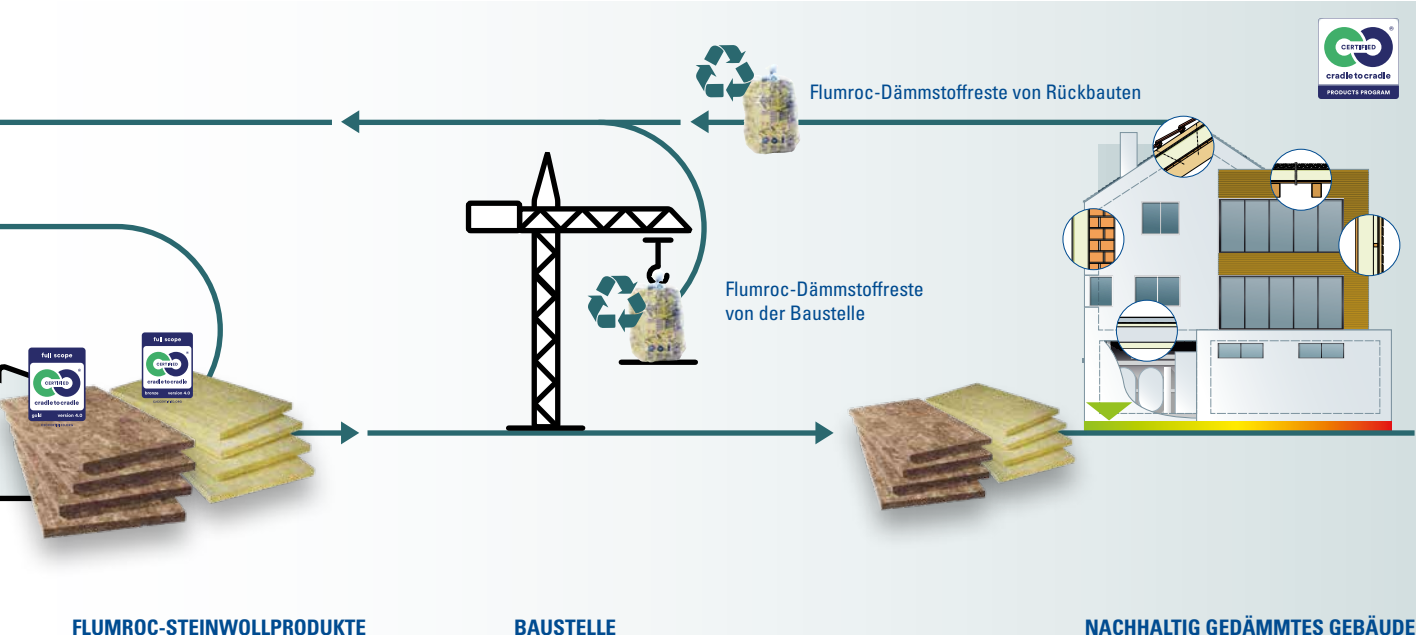 CERTIFIED
cradletocradle
PRODUCTS PROGRAM
Flumroc-Dämmstoffreste von Rückbauten
Flumroc-Dämmstoffreste
von der Baustelle
full scope
CERTIFIED
cradletocradle
bronze version 4.0
full scope
CERTIFIED
cradletocradle
gold version 4.0
FLUMROC-STEINWOLLPRODUKTE
BAUSTELLE
NACHHALTIG GEDÄMMTES GEBÄUDE